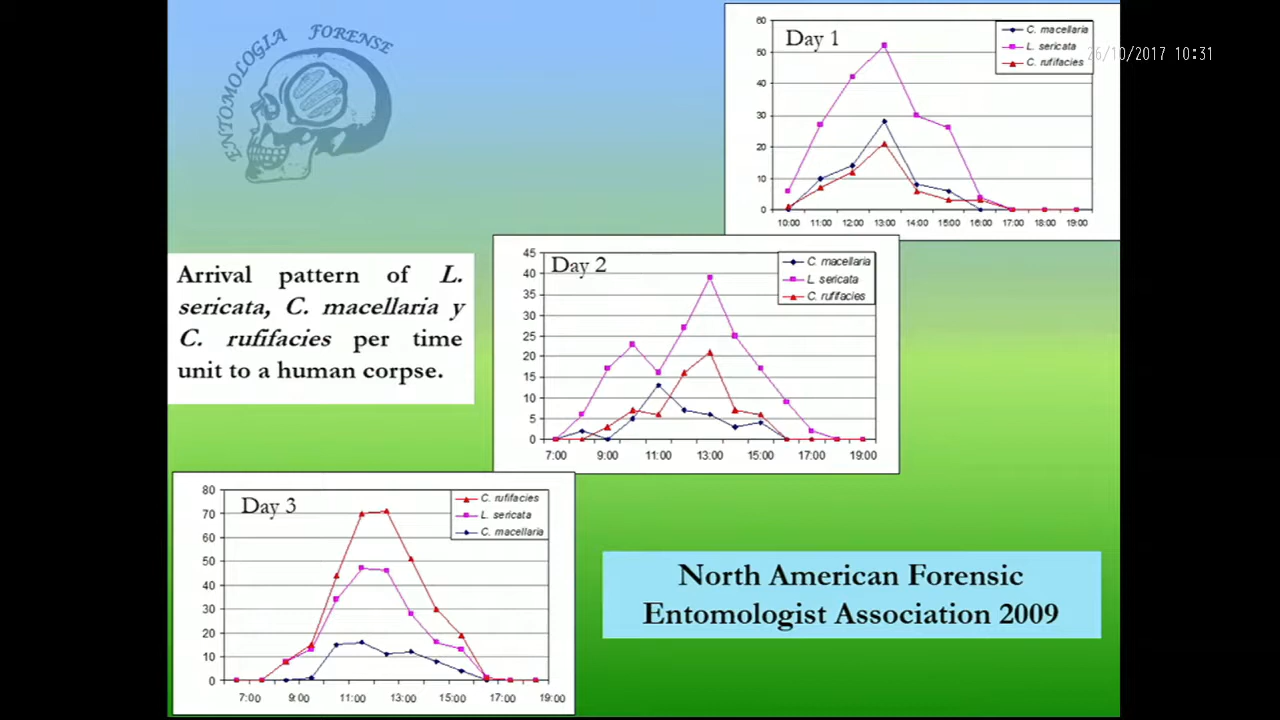 ENTOMOLOGIA FORENSE
26/10/2017 10:31
Day 1
60
50
40
30
20
10
0
C. macellaria
L. sericata
C. rufifacies
10:00 11:00 12:00 13:00 14:00 15:00 16:00 17:00 18:00 19:00
Day 2
45
40
35
30
25
20
15
10
5
0
C. macellaria
L. sericata
C. rufifacies
7:00 9:00 11:00 13:00 15:00 17:00 19:00
Arrival pattern of L.
sericata, C. macellaria y
C. rufifacies per time
unit to a human corpse.
Day 3
80
70
60
50
40
30
20
10
0
C. rufifacies
L. sericata
C. macellaria
7:00 9:00 11:00 13:00 15:00 17:00 19:00
North American Forensic
Entomologist Association 2009